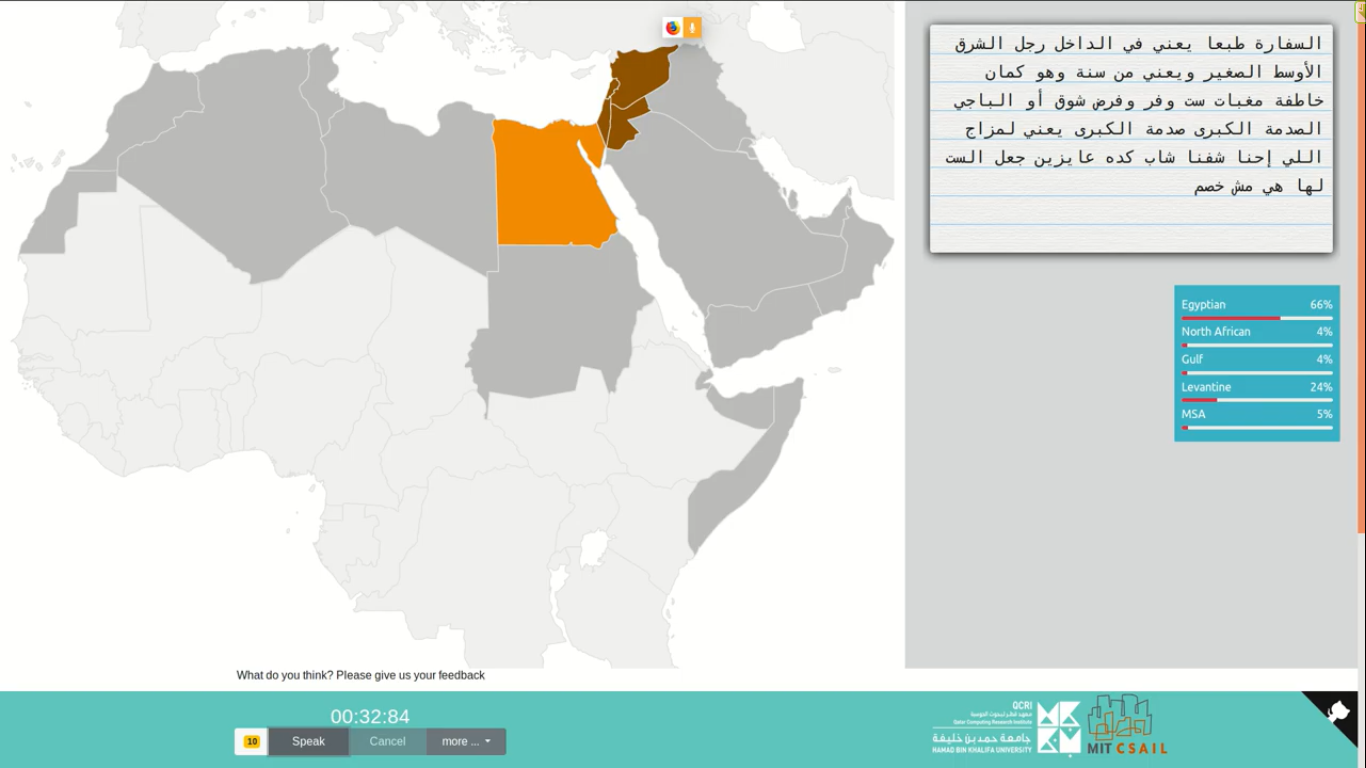 السفارة طبعا يعني في الداخل رجل الشرق
الأوسط الصغير ويعني من سنة وهو كمان
خاطفة مغبات ست وفر وفرض شوق أو الباجي
الصدمة الكبرى صدمة الكبرى يعني لمزاج
اللي إحنا شفنا شاب كده عايزين جعل الست
لها هي مش خصم
Egyptian 66%
North African 4%
Gulf 4%
Levantine 24%
MSA 5%
What do you think? Please give us your feedback
00:32:84
10 Speak Cancel more ...
QCRI
معهد قطر لبحوث الحوسبة
Qatar Computing Research Institute
جامعة حمد بن خليفة
HAMAD BIN KHALIFA UNIVERSITY
MIT CSAIL